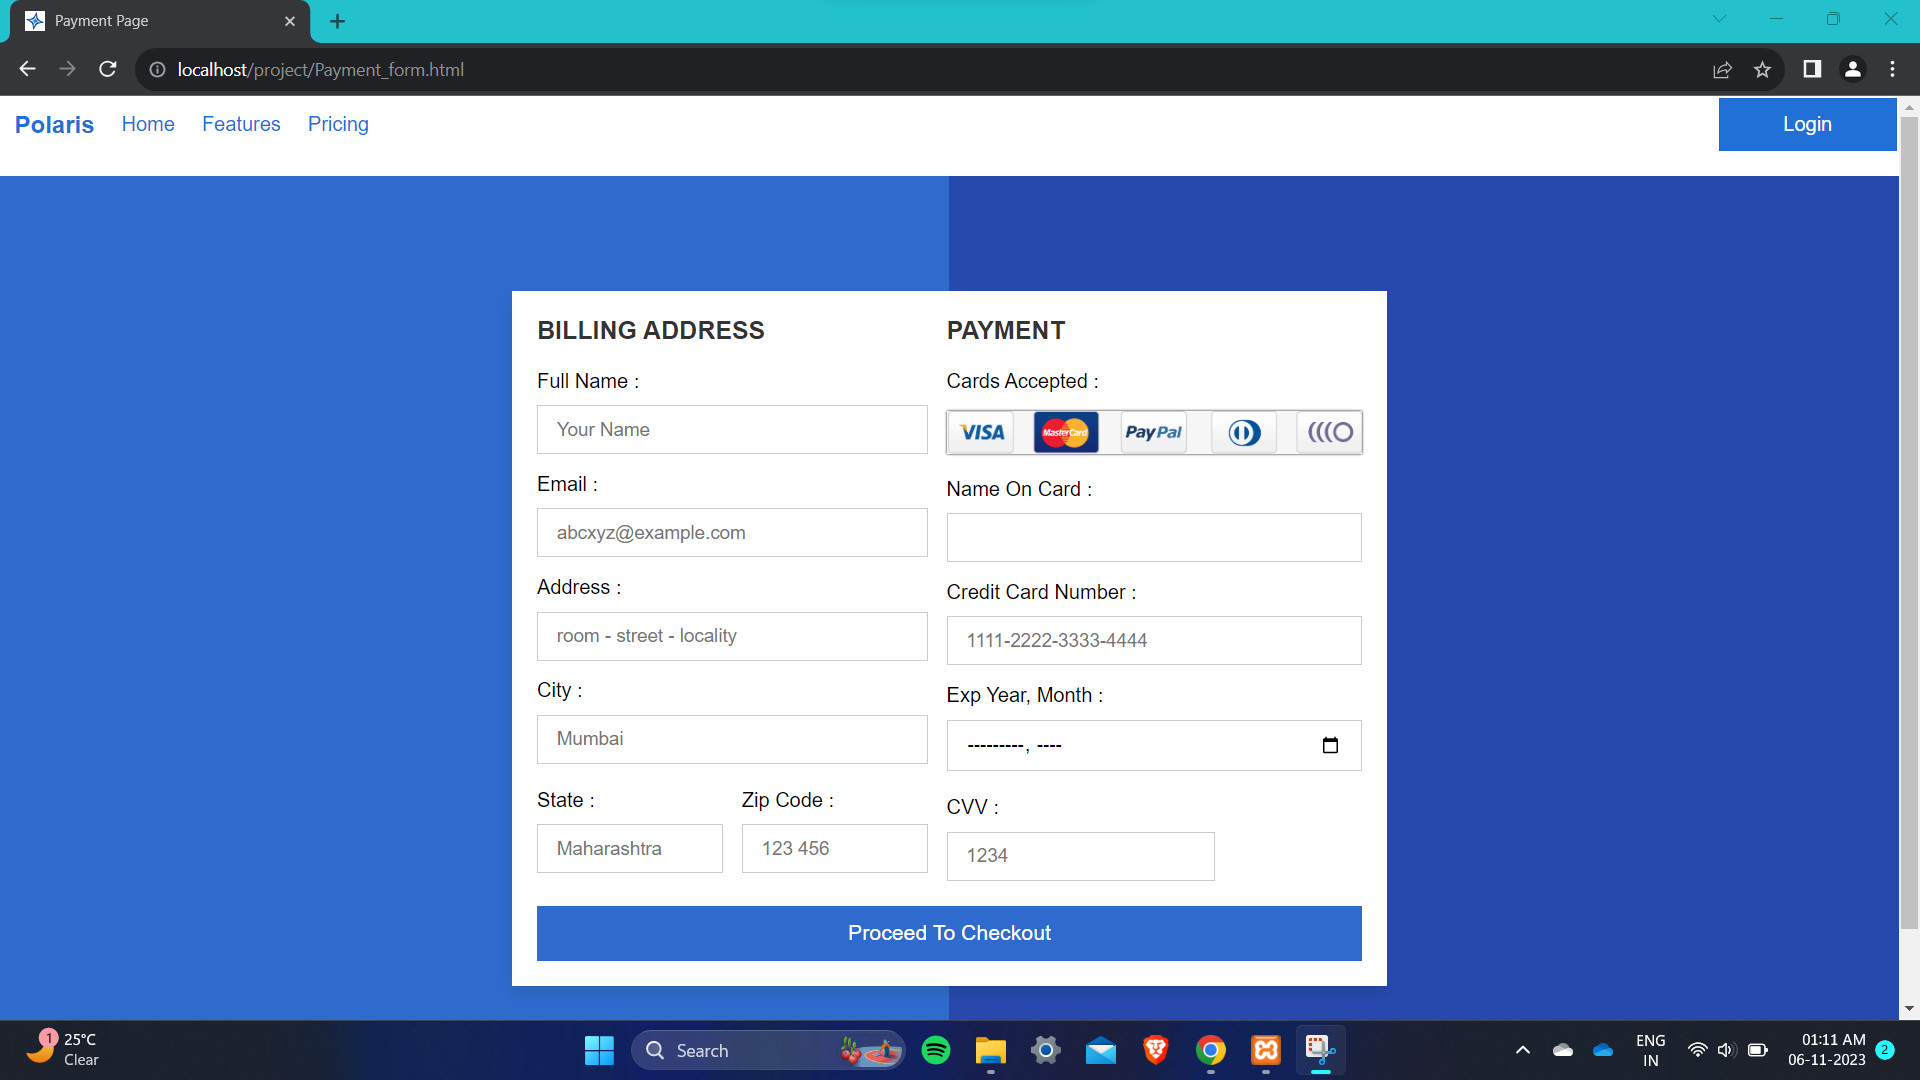 Payment Page
localhost/project/Payment_form.html
Polaris Home Features Pricing Login
BILLING ADDRESS
Full Name :
Your Name
Email :
abcxyz@example.com
Address :
room - street - locality
City :
Mumbai
State : Zip Code :
Maharashtra 123 456
PAYMENT
Cards Accepted :
VISA MasterCard PayPal
Name On Card :
Credit Card Number :
1111-2222-3333-4444
Exp Year, Month :
---------, ----
CVV :
1234
Proceed To Checkout
1
25°C
Clear
Search
ENG
IN
01:11 AM
06-11-2023
2